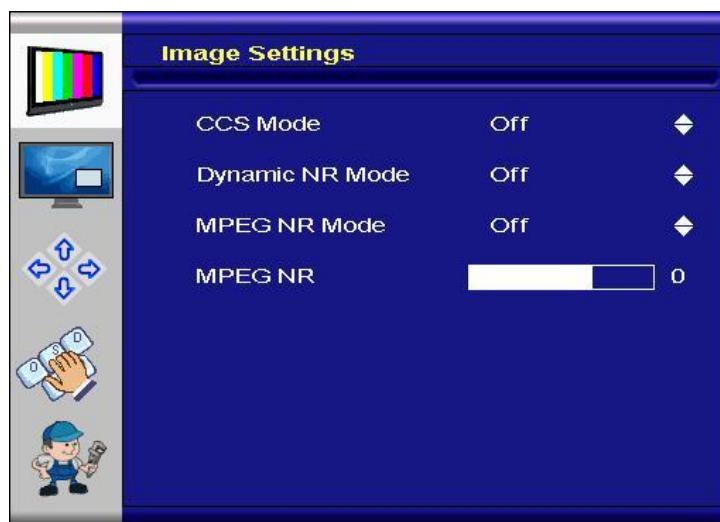 Image Settings
CCS Mode Off
Dynamic NR Mode Off
MPEG NR Mode Off
MPEG NR 0
O S D